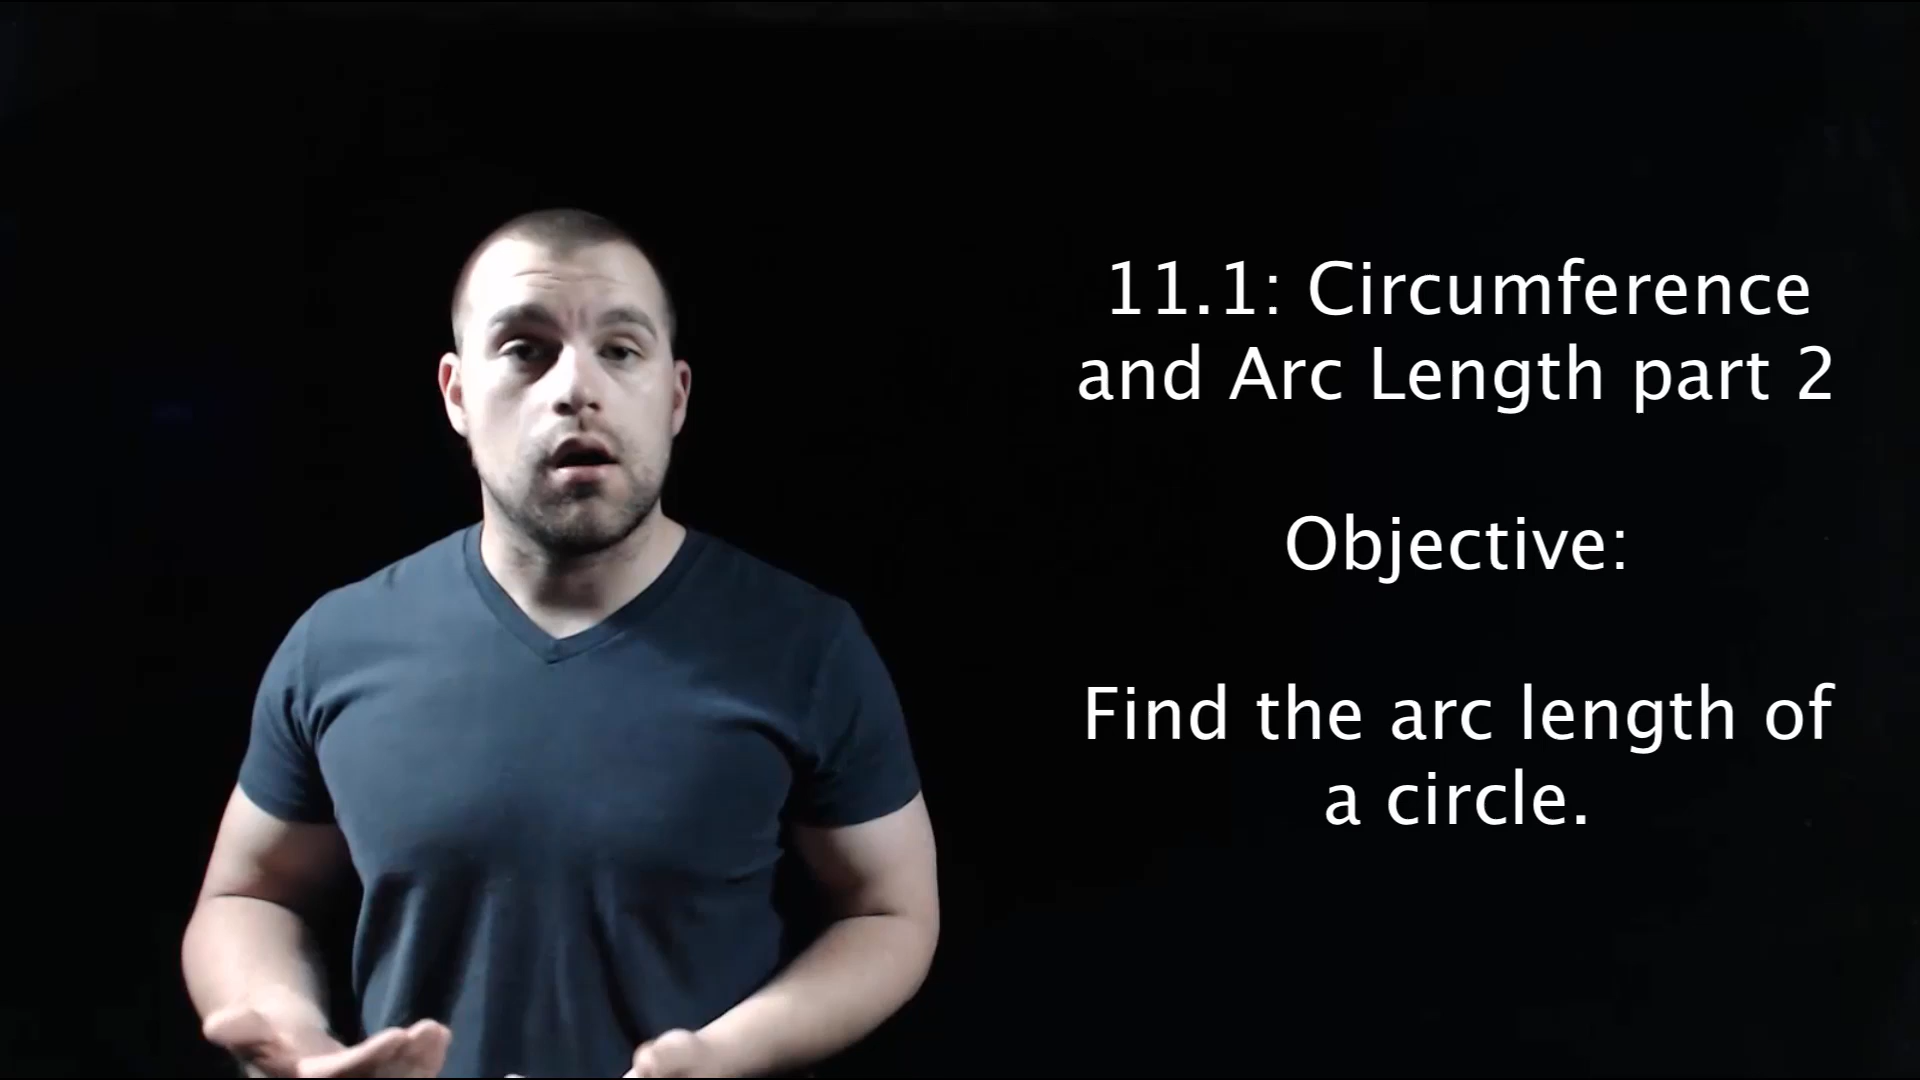 11.1: Circumference
and Arc Length part 2
Objective:
Find the arc length of
a circle.